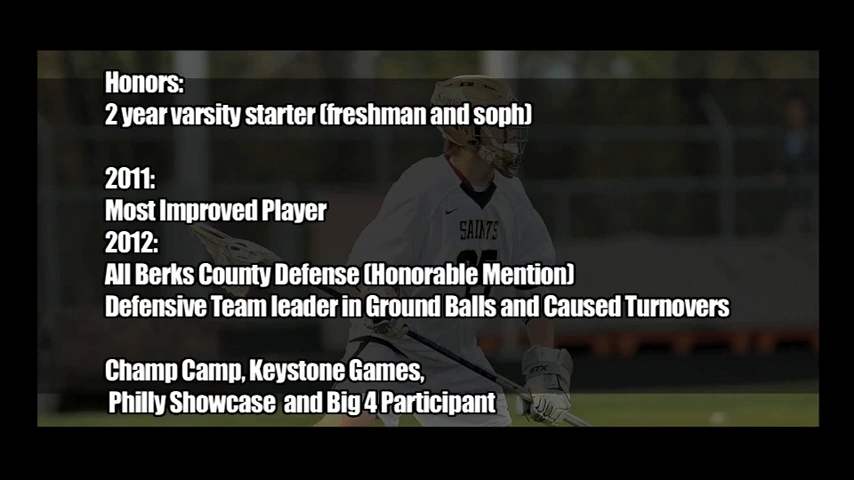 Honors:
2 year varsity starter (freshman and soph)
2011:
Most Improved Player
2012:
All Berks County Defense (Honorable Mention)
Defensive Team leader in Ground Balls and Caused Turnovers
Champ Camp, Keystone Games,
Philly Showcase and Big 4 Participant
SAINTS
STX